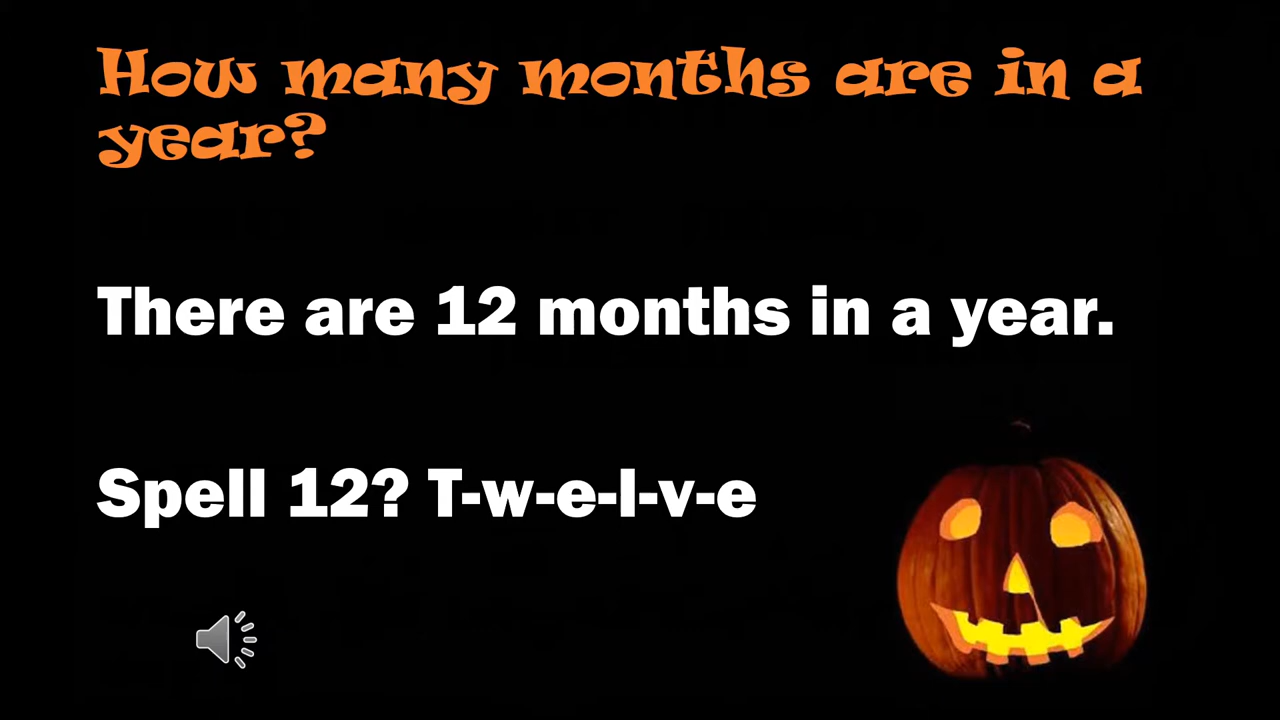 How many months are in a
year?
There are 12 months in a year.
Spell 12? T-w-e-l-v-e